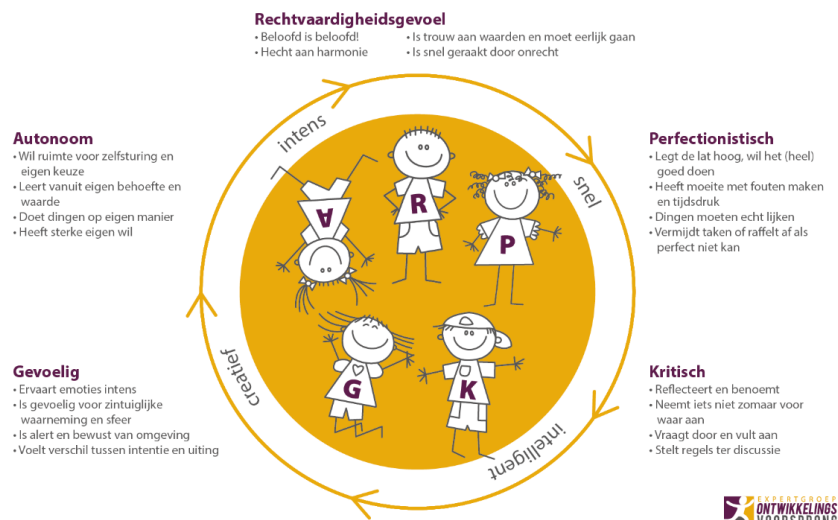 Rechtvaardigheidsgevoel
• Beloofd is beloofd!
• Hecht aan harmonie
• Is trouw aan waarden en moet eerlijk gaan
• Is snel geraakt door onrecht
Autonoom
• Wil ruimte voor zelfsturing en
eigen keuze
• Leert vanuit eigen behoefte en
waarde
• Doet dingen op eigen manier
• Heeft sterke eigen wil
Perfectionistisch
• Legt de lat hoog, wil het (heel)
goed doen
• Heeft moeite met fouten maken
en tijdsdruk
• Dingen moeten echt lijken
• Vermijdt taken of raffelt af als
perfect niet kan
intens
snel
A
R
P
G
K
creatief
intelligent
Gevoelig
• Ervaart emoties intens
• Is gevoelig voor zintuiglijke
waarneming en sfeer
• Is alert en bewust van omgeving
• Voelt verschil tussen intentie en uiting
Kritisch
• Reflecteert en benoemt
• Neemt iets niet zomaar voor
waar aan
• Vraagt door en vult aan
• Stelt regels ter discussie
EXPERTGROEP
ONTWIKKELINGS
VOORSPRONG